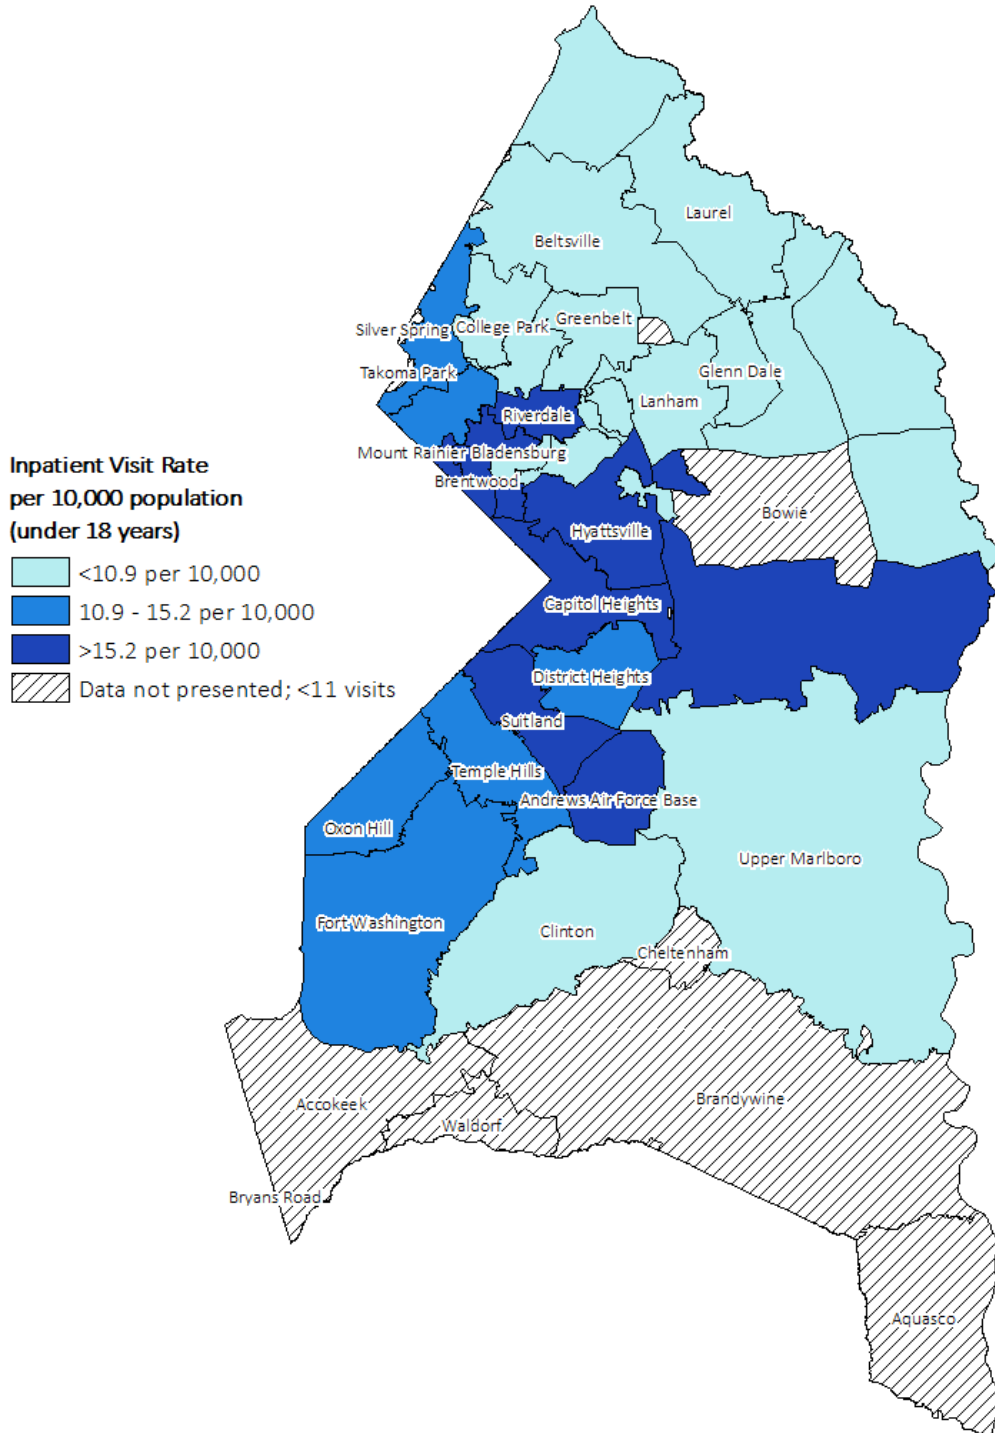 Laurel
Beltsville
Silver Spring
College Park
Greenbelt
Takoma Park
Glenn Dale
Lanham
Riverdale
Mount Rainier
Bladensburg
Brentwood
Inpatient Visit Rate
per 10,000 population
(under 18 years)
<10.9 per 10,000
10.9 - 15.2 per 10,000
>15.2 per 10,000
Data not presented; <11 visits
Bowie
Hyattsville
Capitol Heights
District Heights
Suitland
Temple Hills
Andrews Air Force Base
Oxon Hill
Upper Marlboro
Fort Washington
Clinton
Cheltenham
Accokeek
Brandywine
Waldorf
Bryans Road
Aquasco